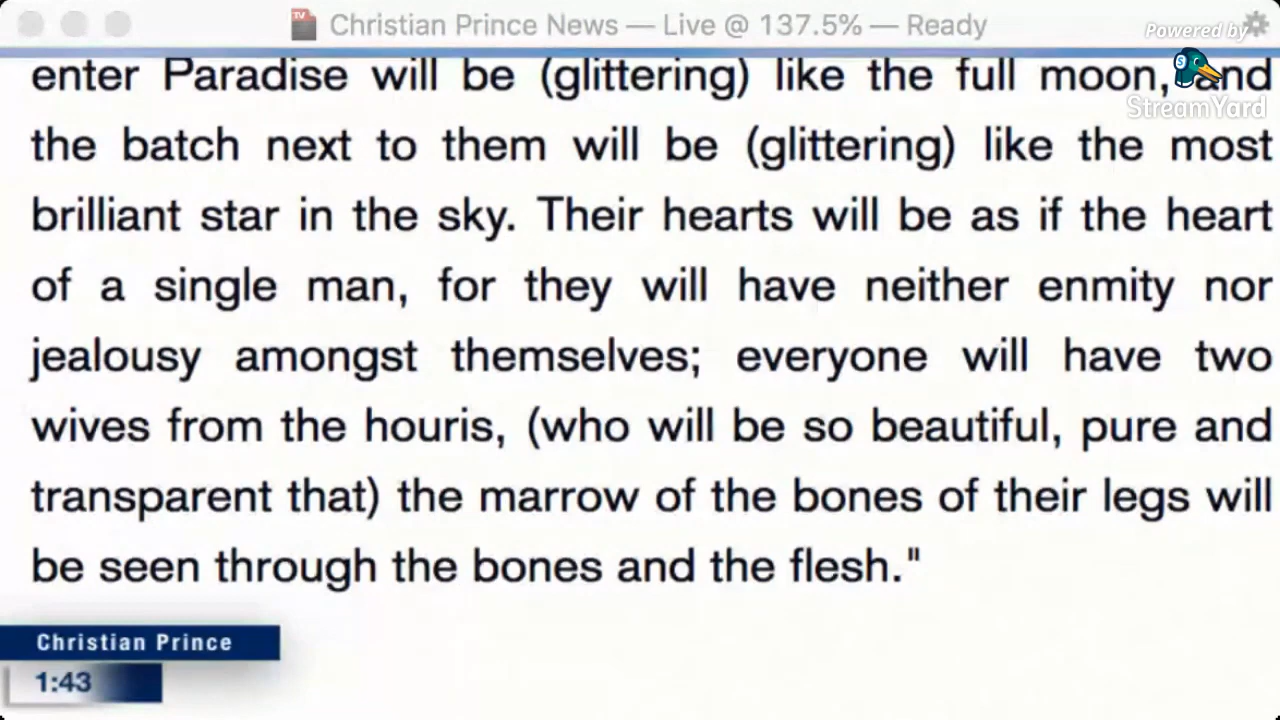 Christian Prince News — Live @ 137.5% — Ready
Powered by
StreamYard
enter Paradise will be (glittering) like the full moon, and
the batch next to them will be (glittering) like the most
brilliant star in the sky. Their hearts will be as if the heart
of a single man, for they will have neither enmity nor
jealousy amongst themselves; everyone will have two
wives from the houris, (who will be so beautiful, pure and
transparent that) the marrow of the bones of their legs will
be seen through the bones and the flesh."
Christian Prince
1:43